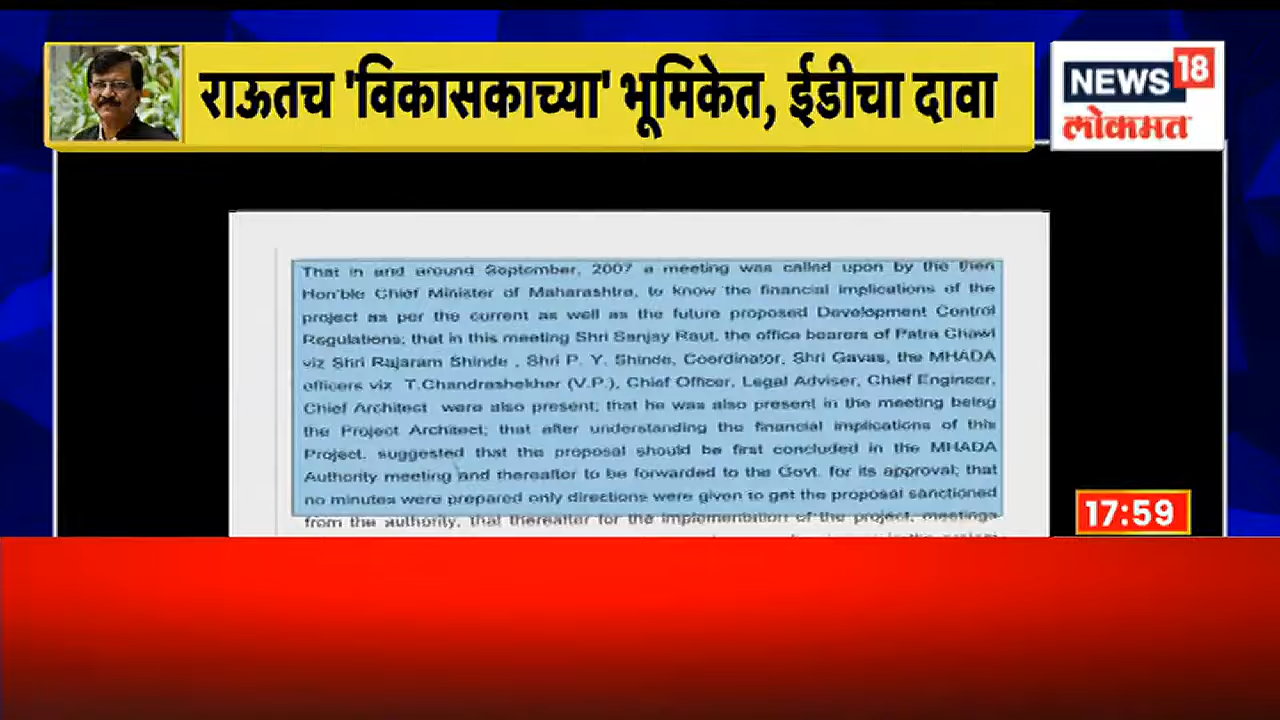 राऊतच 'विकासकाच्या' भूमिकेत, ईडीचा दावा
NEWS 18
लोकमत
That in and around September, 2007 a meeting was called upon by the then
Hon'ble Chief Minister of Maharashtra, to know the financial implications of the
project as per the current as well as the future proposed Development Control
Regulations; that in this meeting Shri Sanjay Raut, the office bearers of Patra Chawl
viz Shri Rajaram Shinde , Shri P. Y. Shinde, Coordinator, Shri Gavas, the MHADA
officers viz T.Chandrashekhar (V.P.), Chief Officer, Legal Adviser, Chief Engineer,
Chief Architect were also present; that he was also present in the meeting being
the Project Architect; that after understanding the financial implications of this
Project, suggested that the proposal should be first concluded in the MHADA
Authority meeting and thereafter to be forwarded to the Govt. for its approval; that
no minutes were prepared only directions were given to get the proposal sanctioned
from the authority, that thereafter for the implementation of the project, meetings
17:59